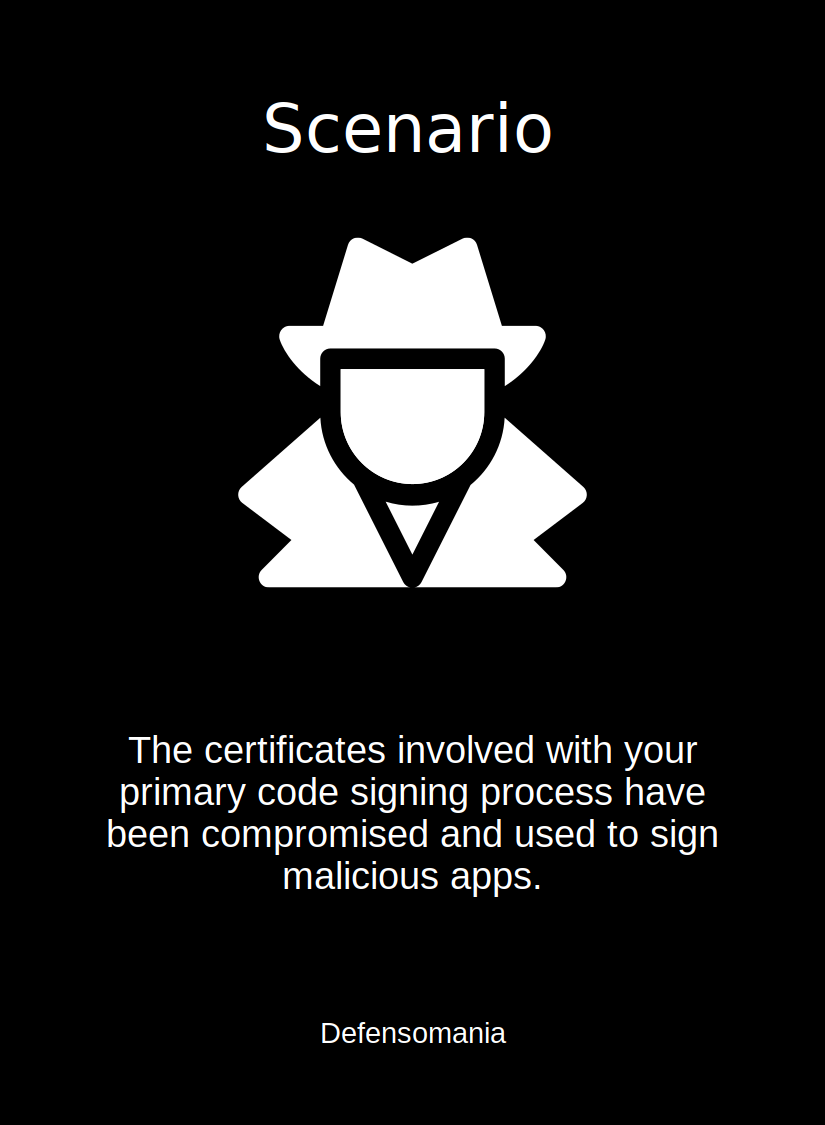 Scenario
The certificates involved with your
primary code signing process have
been compromised and used to sign
malicious apps.
Defensomania